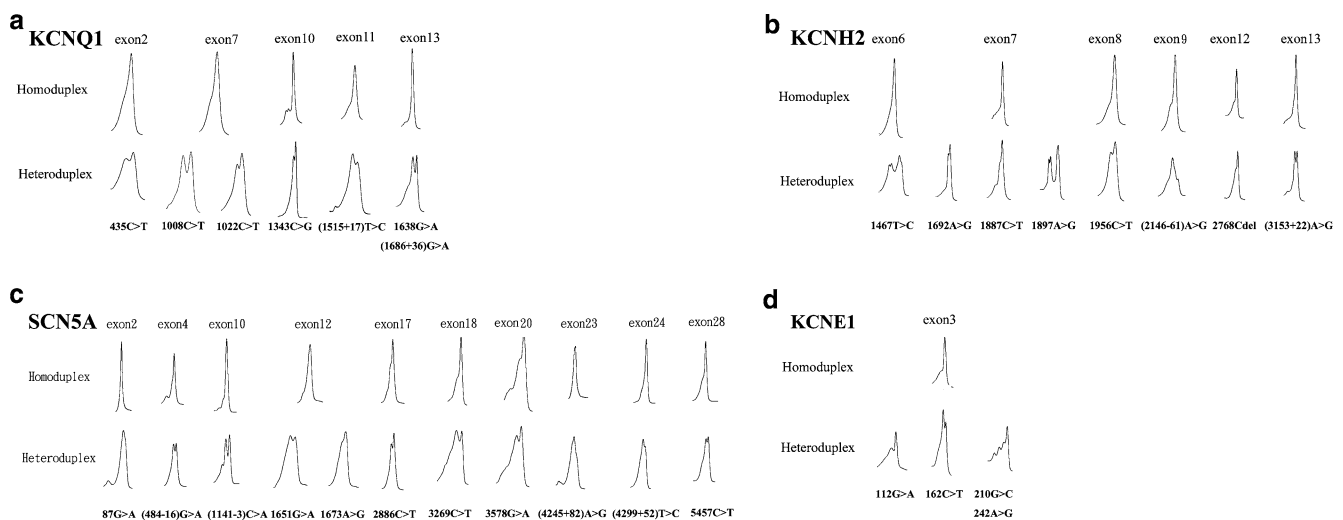 a
KCNQ1
exon2 exon7 exon10 exon11 exon13
Homoduplex
Heteroduplex
435C>T 1008C>T 1022C>T 1343C>G (1515+17)T>C 1638G>A
(1686+36)G>A
b
KCNH2
exon6 exon7 exon8 exon9 exon12 exon13
Homoduplex
Heteroduplex
1467T>C 1692A>G 1887C>T 1897A>G 1956C>T (2146-61)A>G 2768Cdel (3153+22)A>G
c
SCN5A
exon2 exon4 exon10 exon12 exon17 exon18 exon20 exon23 exon24 exon28
Homoduplex
Heteroduplex
87G>A (484-16)G>A (1141-3)C>A 1651G>A 1673A>G 2886C>T 3269C>T 3578G>A (4245+82)A>G (4299+52)T>C 5457C>T
d
KCNE1
exon3
Homoduplex
Heteroduplex
112G>A 162C>T 210G>C
242A>G